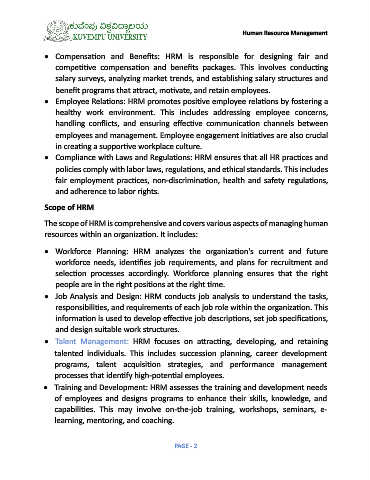 ಕುವೆಂಪು ವಿಶ್ವವಿದ್ಯಾಲಯ
KUVEMPU UNIVERSITY
Human Resource Management
• Compensation and Benefits: HRM is responsible for designing fair and
competitive compensation and benefits packages. This involves conducting
salary surveys, analyzing market trends, and establishing salary structures and
benefit programs that attract, motivate, and retain employees.
• Employee Relations: HRM promotes positive employee relations by fostering a
healthy work environment. This includes addressing employee concerns,
handling conflicts, and ensuring effective communication channels between
employees and management. Employee engagement initiatives are also crucial
in creating a supportive workplace culture.
• Compliance with Laws and Regulations: HRM ensures that all HR practices and
policies comply with labor laws, regulations, and ethical standards. This includes
fair employment practices, non-discrimination, health and safety regulations,
and adherence to labor rights.
Scope of HRM
The scope of HRM is comprehensive and covers various aspects of managing human
resources within an organization. It includes:
• Workforce Planning: HRM analyzes the organization's current and future
workforce needs, identifies job requirements, and plans for recruitment and
selection processes accordingly. Workforce planning ensures that the right
people are in the right positions at the right time.
• Job Analysis and Design: HRM conducts job analysis to understand the tasks,
responsibilities, and requirements of each job role within the organization. This
information is used to develop effective job descriptions, set job specifications,
and design suitable work structures.
• Talent Management: HRM focuses on attracting, developing, and retaining
talented individuals. This includes succession planning, career development
programs, talent acquisition strategies, and performance management
processes that identify high-potential employees.
• Training and Development: HRM assesses the training and development needs
of employees and designs programs to enhance their skills, knowledge, and
capabilities. This may involve on-the-job training, workshops, seminars, e-
learning, mentoring, and coaching.
PAGE - 2